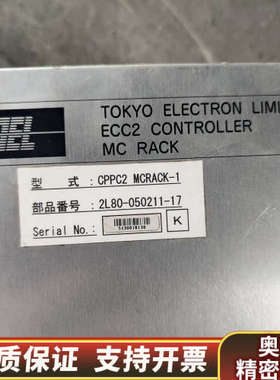 TEL
TOKYO ELECTRON LIMI
ECC2 CONTROLLER
MC RACK
型 式 : CPPC2 MCRACK-1
部品番号 : 2L80-050211-17
Serial No. :
K
质保证 支持开票
奥
精密